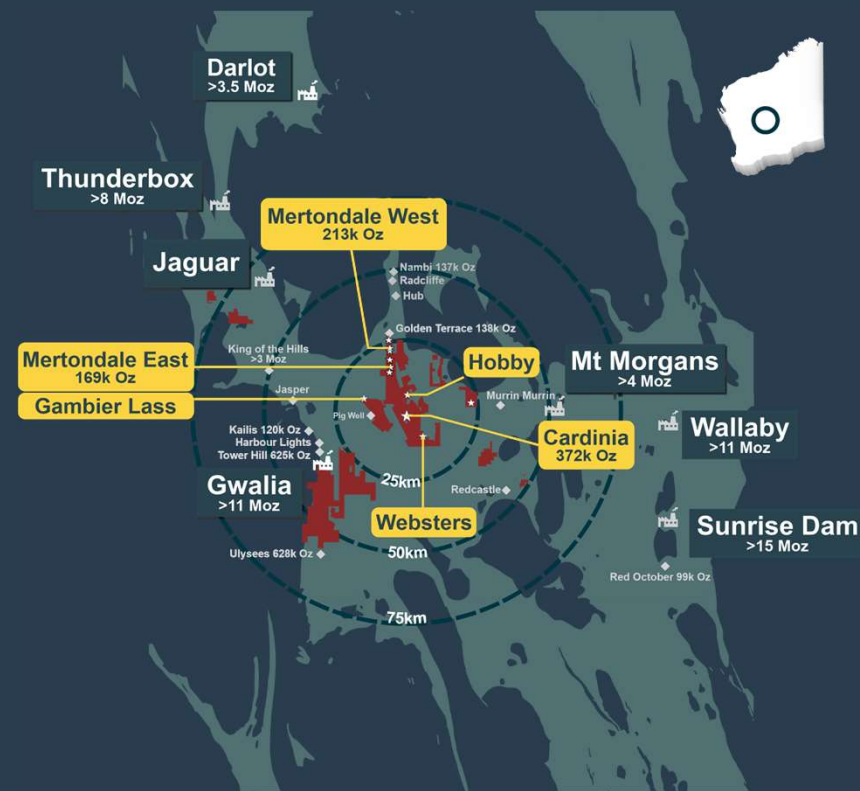 Darlot
>3.5 Moz
Thunderbox
>8 Moz
Mertondale West
213k Oz
Jaguar
Nambi 137k Oz
Radcliffe
Hub
Golden Terrace 138k Oz
King of the Hills
>3 Moz
Mertondale East
169k Oz
Hobby
Mt Morgans
>4 Moz
Jasper
Gambier Lass
Murrin Murrin
Pig Well
Wallaby
>11 Moz
Kailis 120k Oz
Harbour Lights
Tower Hill 625k Oz
Cardinia
372k Oz
Gwalia
>11 Moz
25km
Redcastle
Websters
Sunrise Dam
>15 Moz
50km
Ulysees 628k Oz
Red October 99k Oz
75km